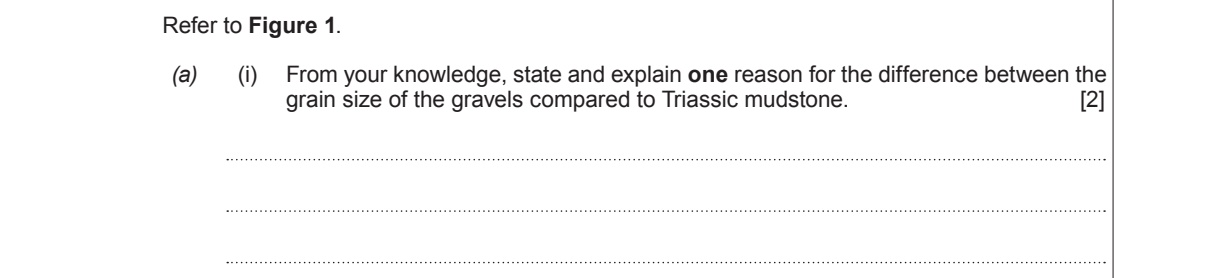 Refer to Figure 1.
(a) (i) From your knowledge, state and explain one reason for the difference between the
grain size of the gravels compared to Triassic mudstone. [2]